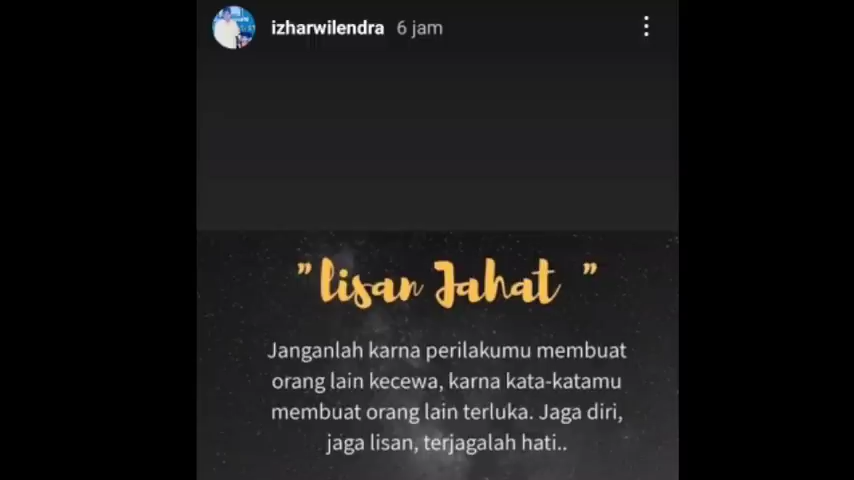 izharwilendra 6 jam
"lisan Jahat "
Janganlah karna perilakumu membuat
orang lain kecewa, karna kata-katamu
membuat orang lain terluka. Jaga diri,
jaga lisan, terjagalah hati..